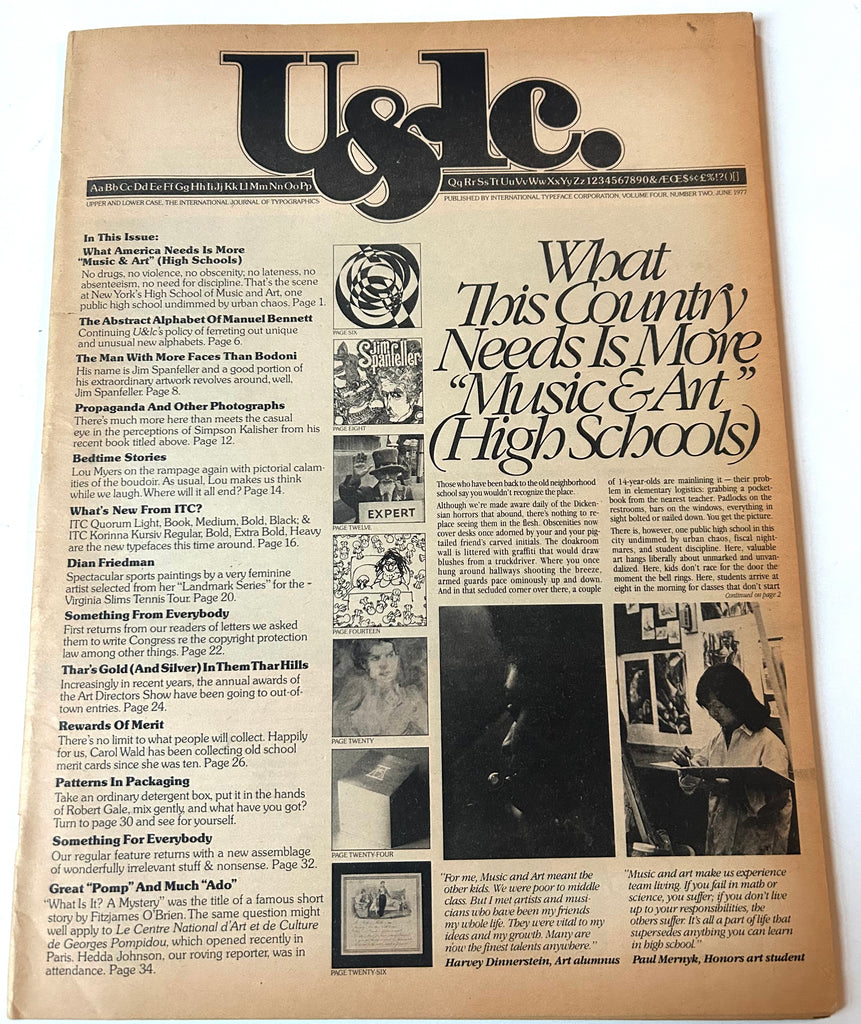 U&lc.
Aa Bb Cc Dd Ee Ff Gg Hh Ii Jj Kk Ll Mm Nn Oo Pp
Qq Rr Ss Tt Uu Vv Ww Xx Yy Zz 1234567890&ÆŒ$¢£%!?()[]
UPPER AND LOWER CASE, THE INTERNATIONAL JOURNAL OF TYPOGRAPHICS
PUBLISHED BY INTERNATIONAL TYPEFACE CORPORATION, VOLUME FOUR, NUMBER TWO, JUNE 1977
In This Issue:
What America Needs Is More
"Music & Art" (High Schools)
No drugs, no violence, no obscenity; no lateness, no
absenteeism, no need for discipline. That's the scene
at New York's High School of Music and Art, one
public high school undimmed by urban chaos. Page 1.
The Abstract Alphabet Of Manuel Bennett
Continuing U&lc's policy of ferreting out unique
and unusual new alphabets. Page 6.
The Man With More Faces Than Bodoni
His name is Jim Spanfeller and a good portion of
his extraordinary artwork revolves around, well,
Jim Spanfeller. Page 8.
Propaganda And Other Photographs
There's much more here than meets the casual
eye in the perceptions of Simpson Kalisher from his
recent book titled above. Page 12.
Bedtime Stories
Lou Myers on the rampage again with pictorial calam-
ities of the boudoir. As usual, Lou makes us think
while we laugh. Where will it all end? Page 14.
What's New From ITC?
ITC Quorum Light, Book, Medium, Bold, Black; &
ITC Korinna Kursiv Regular, Bold, Extra Bold, Heavy
are the new typefaces this time around. Page 16.
Dian Friedman
Spectacular sports paintings by a very feminine
artist selected from her "Landmark Series" for the
Virginia Slims Tennis Tour. Page 20.
Something From Everybody
First returns from our readers of letters we asked
them to write Congress re the copyright protection
law among other things. Page 22.
Thar's Gold (And Silver) In Them Thar Hills
Increasingly in recent years, the annual awards of
the Art Directors Show have been going to out-of-
town entries. Page 24.
Rewards Of Merit
There's no limit to what people will collect. Happily
for us, Carol Wald has been collecting old school
merit cards since she was ten. Page 26.
Patterns In Packaging
Take an ordinary detergent box, put it in the hands
of Robert Gale, mix gently, and what have you got?
Turn to page 30 and see for yourself.
Something For Everybody
Our regular feature returns with a new assemblage
of wonderfully irrelevant stuff & nonsense. Page 32.
Great "Pomp" And Much "Ado"
"What Is It? A Mystery" was the title of a famous short
story by Fitzjames O'Brien. The same question might
well apply to Le Centre National d'Art et de Culture
de Georges Pompidou, which opened recently in
Paris. Hedda Johnson, our roving reporter, was in
attendance. Page 34.
PAGE SIX
Jim
Spanfeller
PAGE EIGHT
EXPERT
PAGE TWELVE
PAGE FOURTEEN
PAGE TWENTY
PAGE TWENTY-FOUR
PAGE TWENTY-SIX
What
This Country
Needs Is More
"Music & Art"
(High Schools)
Those who have been back to the old neighborhood
school say you wouldn't recognize the place.
Although we're made aware daily of the Dicken-
sian horrors that abound, there's nothing to re-
place seeing them in the flesh. Obscenities now
cover desks once adorned by your and your pig-
tailed friend's carved initials. The cloakroom
wall is littered with graffiti that would draw
blushes from a truckdriver. Where you once
hung around hallways shooting the breeze,
armed guards pace ominously up and down.
And in that secluded corner over there, a couple
of 14-year-olds are mainlining it — their prob-
lem in elementary logistics: grabbing a pocket-
book from the nearest teacher. Padlocks on the
restrooms, bars on the windows, everything in
sight bolted or nailed down. You get the picture.
There is, however, one public high school in this
city undimmed by urban chaos, fiscal night-
mares, and student discipline. Here, valuable
art hangs liberally about unmarked and unvan-
dalized. Here, kids don't race for the door the
moment the bell rings. Here, students arrive at
eight in the morning for classes that don't start
Continued on page 2
"For me, Music and Art meant the
other kids. We were poor to middle
class. But I met artists and musi-
cians who have been my friends
my whole life. They were vital to my
ideas and my growth. Many are
now the finest talents anywhere."
Harvey Dinnerstein, Art alumnus
"Music and art make us experience
team living. If you fail in math or
science, you suffer; if you don't live
up to your responsibilities, the
others suffer. It's all a part of life that
supersedes anything you can learn
in high school."
Paul Mernyk, Honors art student